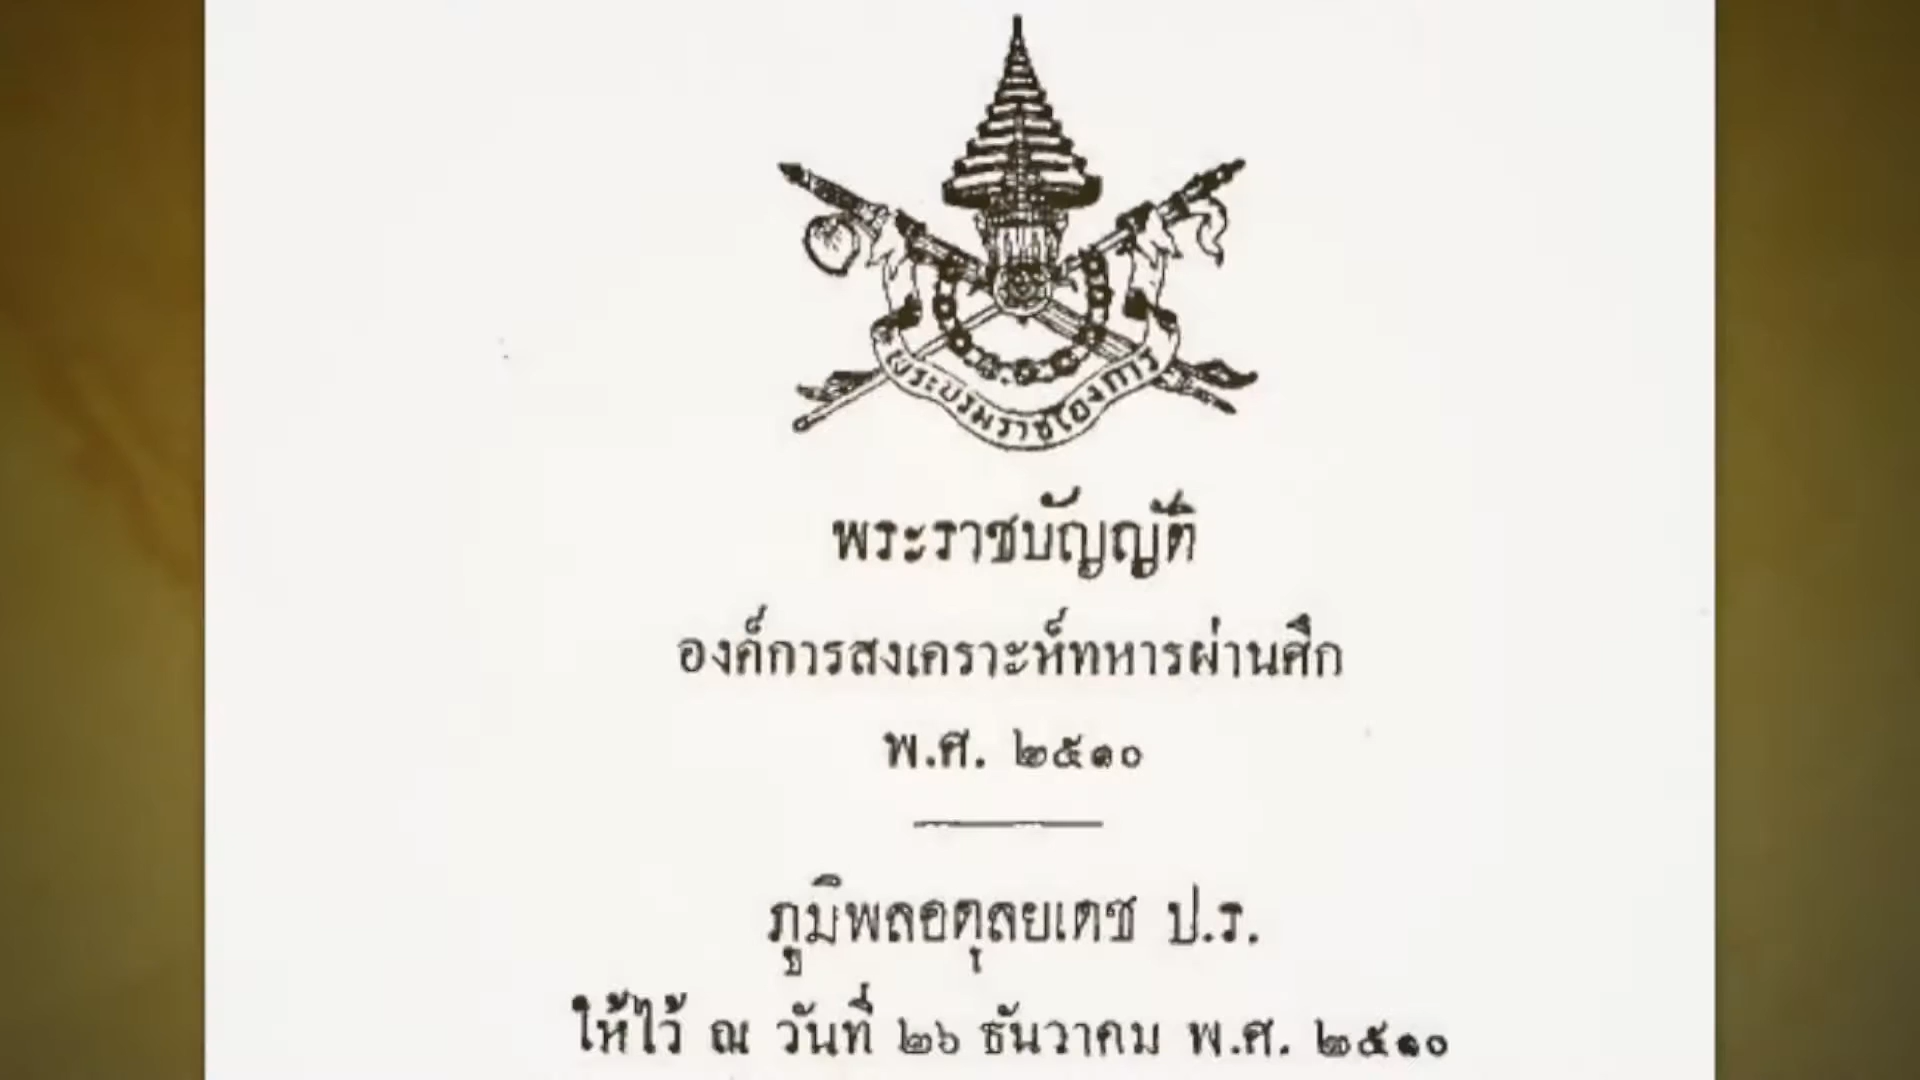 พระบรมราชโองการ
พระราชบัญญัติ
องค์การสงเคราะห์ทหารผ่านศึก
พ.ศ. ๒๕๑๐
ภูมิพลอดุลยเดช ป.ร.
ให้ไว้ ณ วันที่ ๒๖ ธันวาคม พ.ศ. ๒๕๑๐